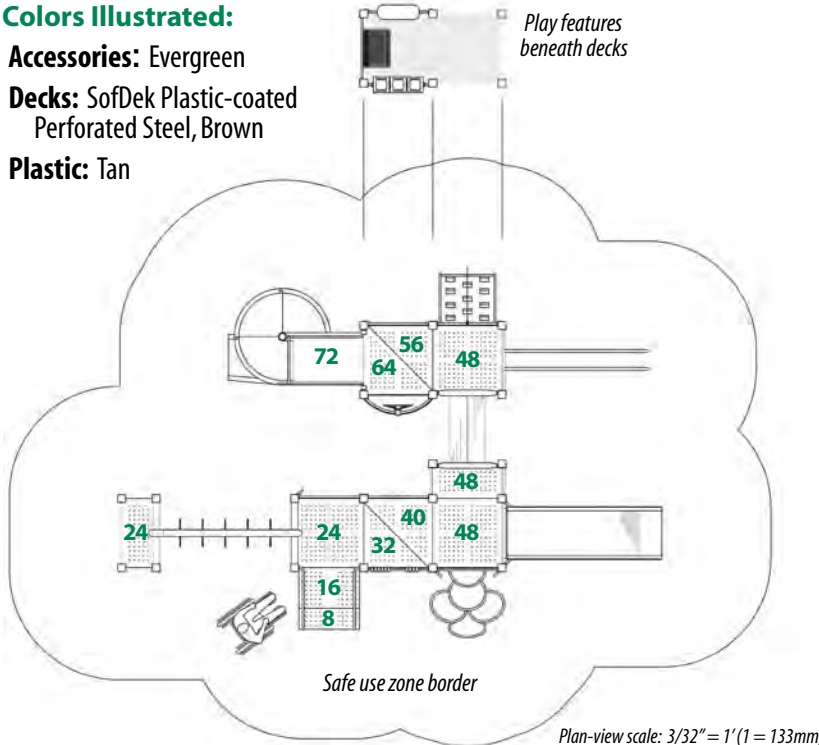 Colors Illustrated:
Accessories: Evergreen
Decks: SofDek Plastic-coated
Perforated Steel, Brown
Plastic: Tan
Play features
beneath decks
72
56
64
48
48
24
24
40
32
48
16
8
Safe use zone border
Plan-view scale: 3/32" = 1' (1 = 133mm